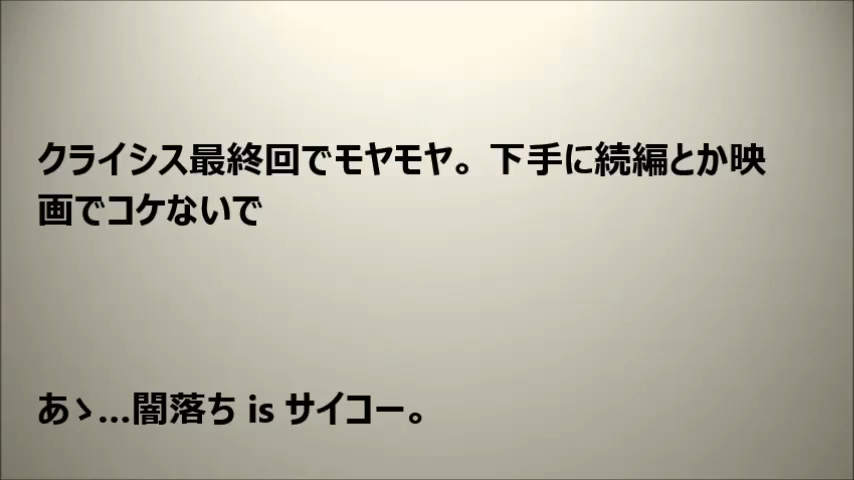 クライシス最終回でモヤモヤ。下手に続編とか映
画でコケないで
あゝ…闇落ち is サイコー。